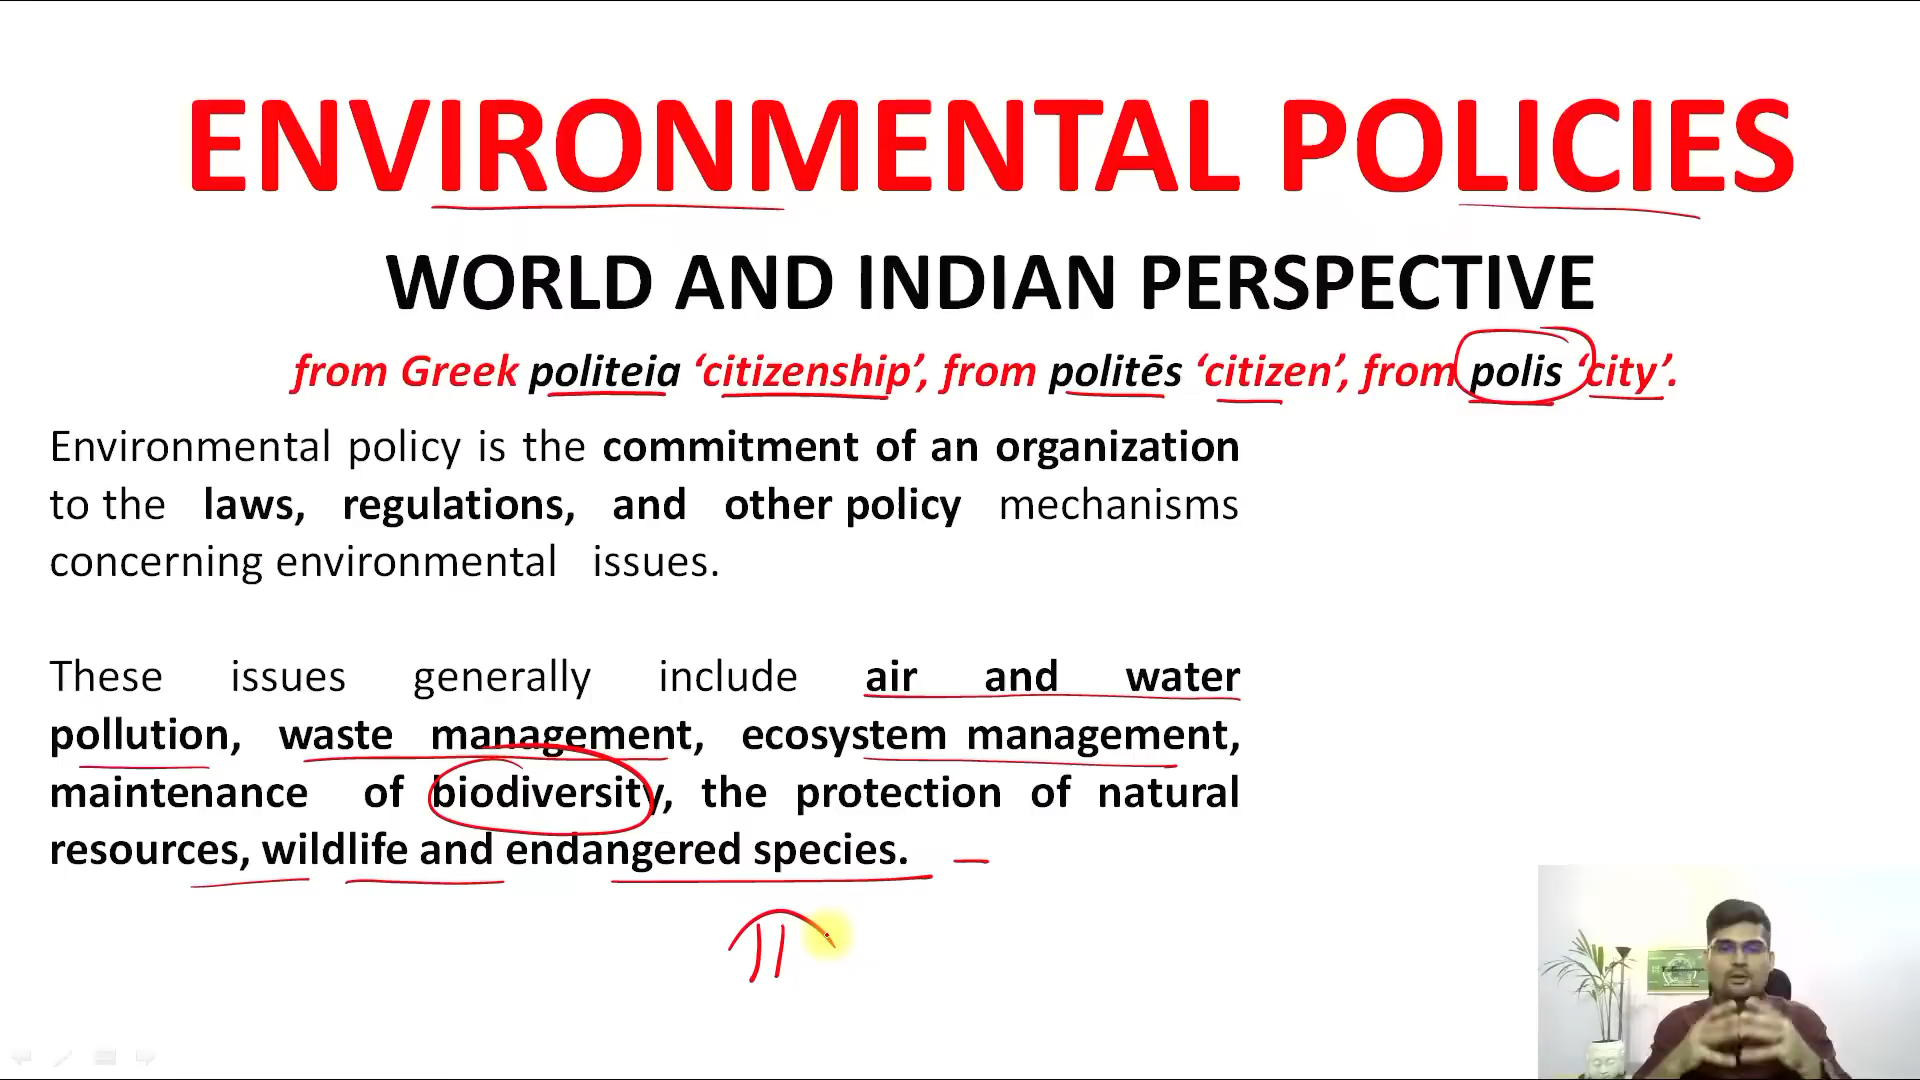 ENVIRONMENTAL POLICIES
WORLD AND INDIAN PERSPECTIVE
from Greek politeia ‘citizenship’, from politēs ‘citizen’, from polis ‘city’.
Environmental policy is the commitment of an organization
to the laws, regulations, and other policy mechanisms
concerning environmental issues.
These issues generally include air and water
pollution, waste management, ecosystem management,
maintenance of biodiversity, the protection of natural
resources, wildlife and endangered species.